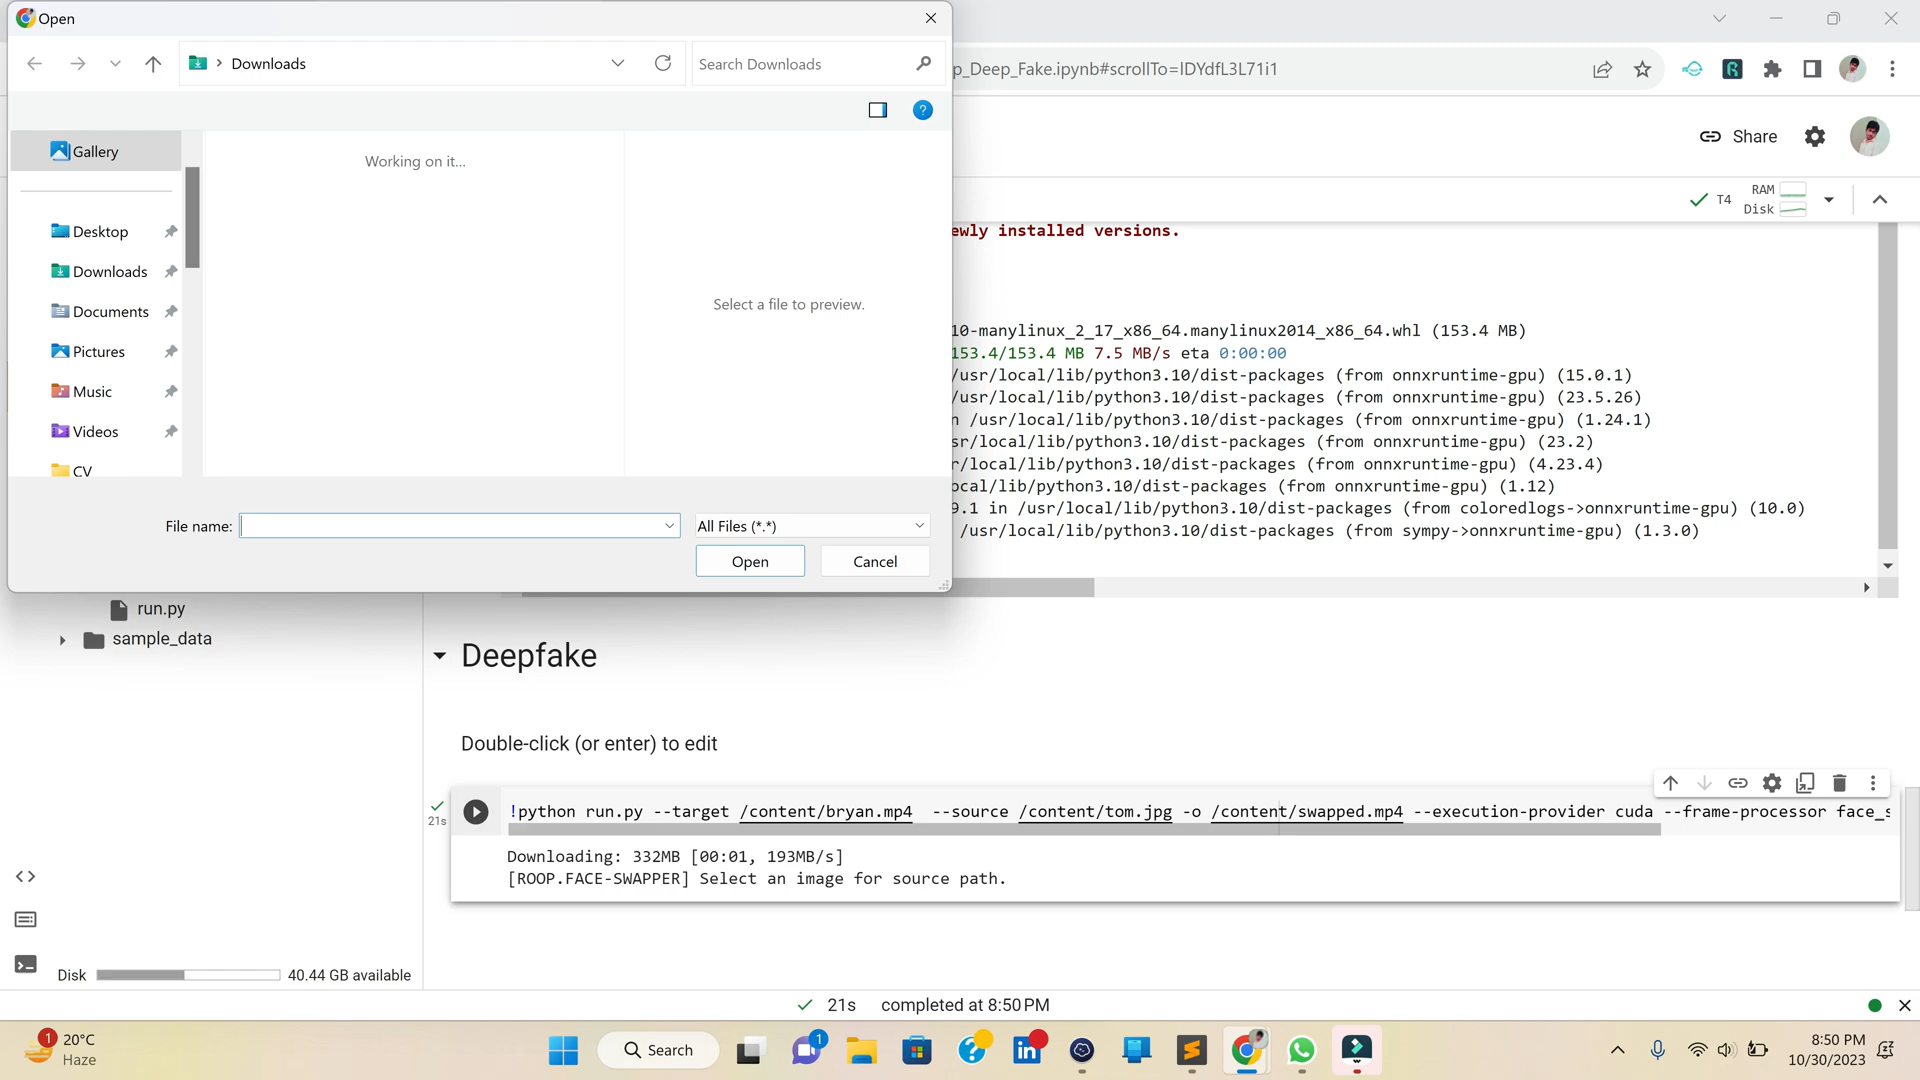 Open
Downloads
Search Downloads
p_Deep_Fake.ipynb#scrollTo=lDYdfL3L71i1
Gallery
Working on it...
Select a file to preview.
Desktop
Downloads
Documents
Pictures
Music
Videos
CV
File name:
All Files (*.*)
Open
Cancel
Share
T4
RAM
Disk
ewly installed versions.
10-manylinux_2_17_x86_64.manylinux2014_x86_64.whl (153.4 MB)
153.4/153.4 MB 7.5 MB/s eta 0:00:00
/usr/local/lib/python3.10/dist-packages (from onnxruntime-gpu) (15.0.1)
/usr/local/lib/python3.10/dist-packages (from onnxruntime-gpu) (23.5.26)
n /usr/local/lib/python3.10/dist-packages (from onnxruntime-gpu) (1.24.1)
sr/local/lib/python3.10/dist-packages (from onnxruntime-gpu) (23.2)
r/local/lib/python3.10/dist-packages (from onnxruntime-gpu) (4.23.4)
ocal/lib/python3.10/dist-packages (from onnxruntime-gpu) (1.12)
9.1 in /usr/local/lib/python3.10/dist-packages (from coloredlogs->onnxruntime-gpu) (10.0)
/usr/local/lib/python3.10/dist-packages (from sympy->onnxruntime-gpu) (1.3.0)
run.py
sample_data
Deepfake
Double-click (or enter) to edit
21s
!python run.py --target /content/bryan.mp4  --source /content/tom.jpg -o /content/swapped.mp4 --execution-provider cuda --frame-processor face_s
Downloading: 332MB [00:01, 193MB/s]
[ROOP.FACE-SWAPPER] Select an image for source path.
Disk
40.44 GB available
21s completed at 8:50 PM
1
20°C
Haze
Search
1
8:50 PM
10/30/2023